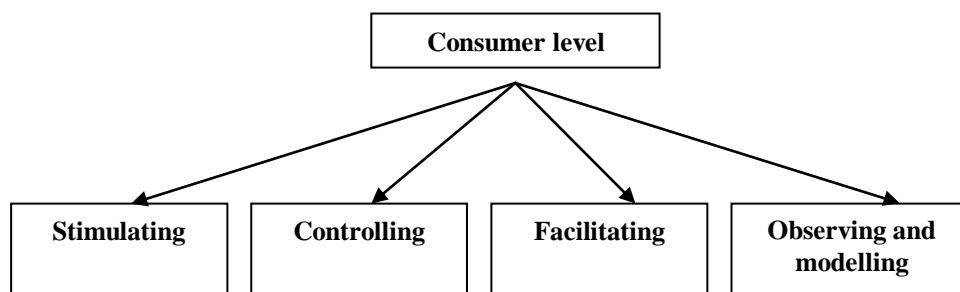 Consumer level
Stimulating
Controlling
Facilitating
Observing and
modelling